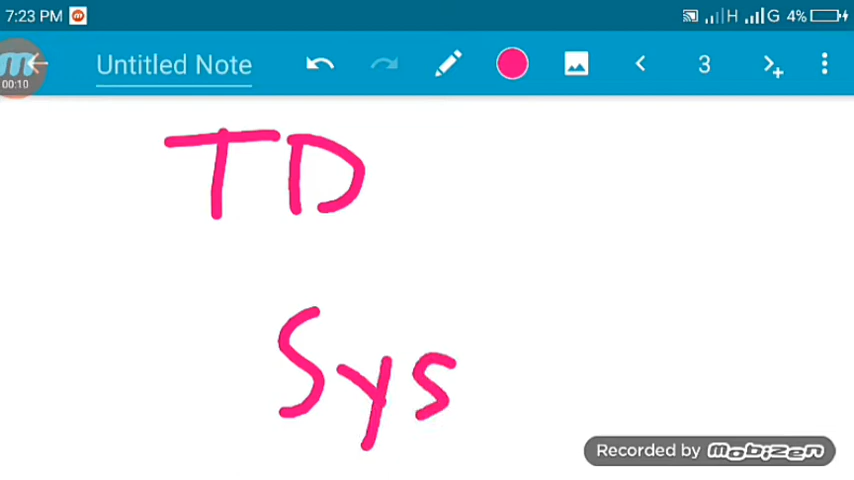 7:23 PM H G 4%
00:10 Untitled Note 3
TD
Sys
Recorded by Mobizen